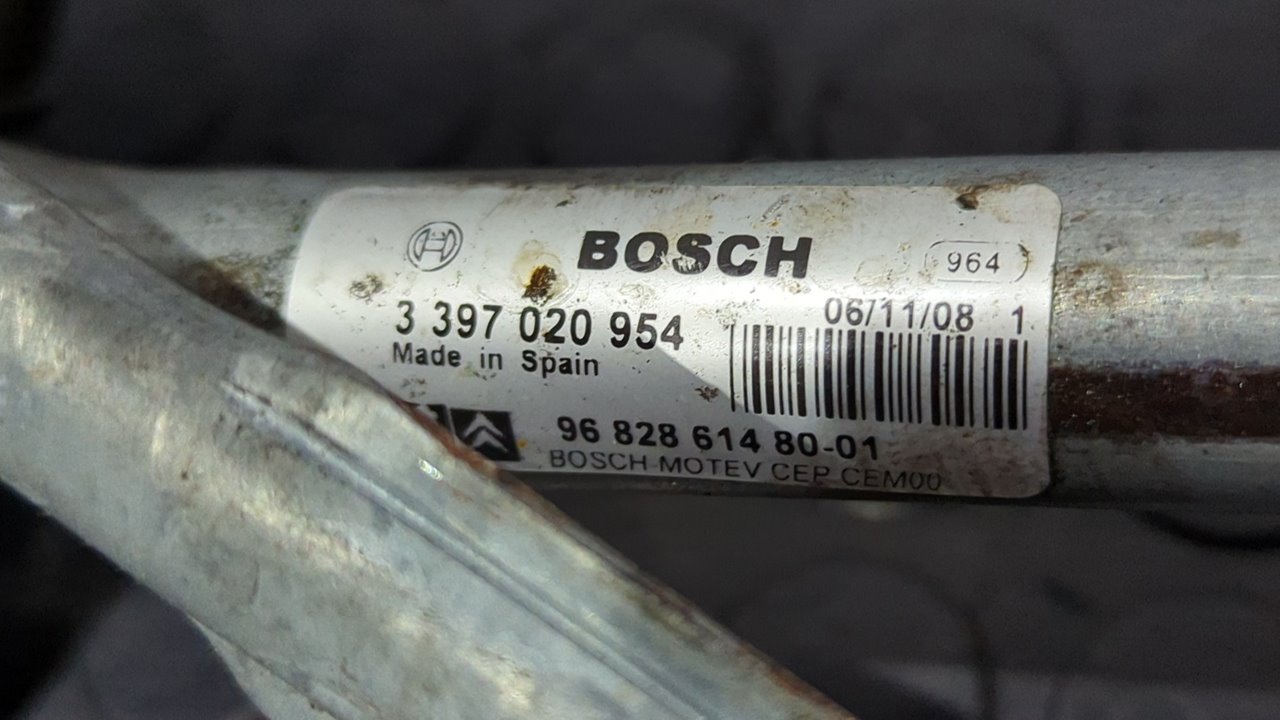 BOSCH
964
3 397 020 954
06/11/08 1
Made in Spain
96 828 614 80-01
BOSCH MOTEV CEP CEM00